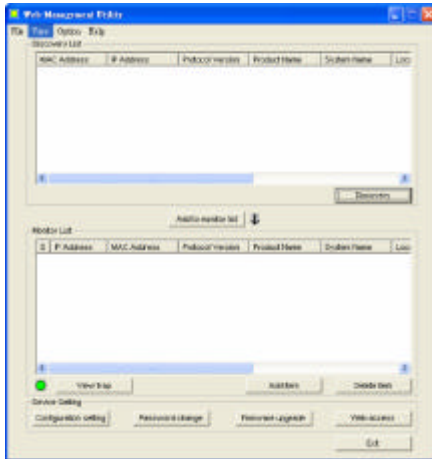 Web Management Utility
File View Option Help
Discovery List
MAC Address IP Address Protocol Version Product Name System Name Loca
Discovery
Add to monitor list
Monitor List
S IP Address MAC Address Protocol Version Product Name System Name Loca
View trap Add item Delete item
Device Setting
Configuration setting Password change Firmware upgrade Web access
Exit